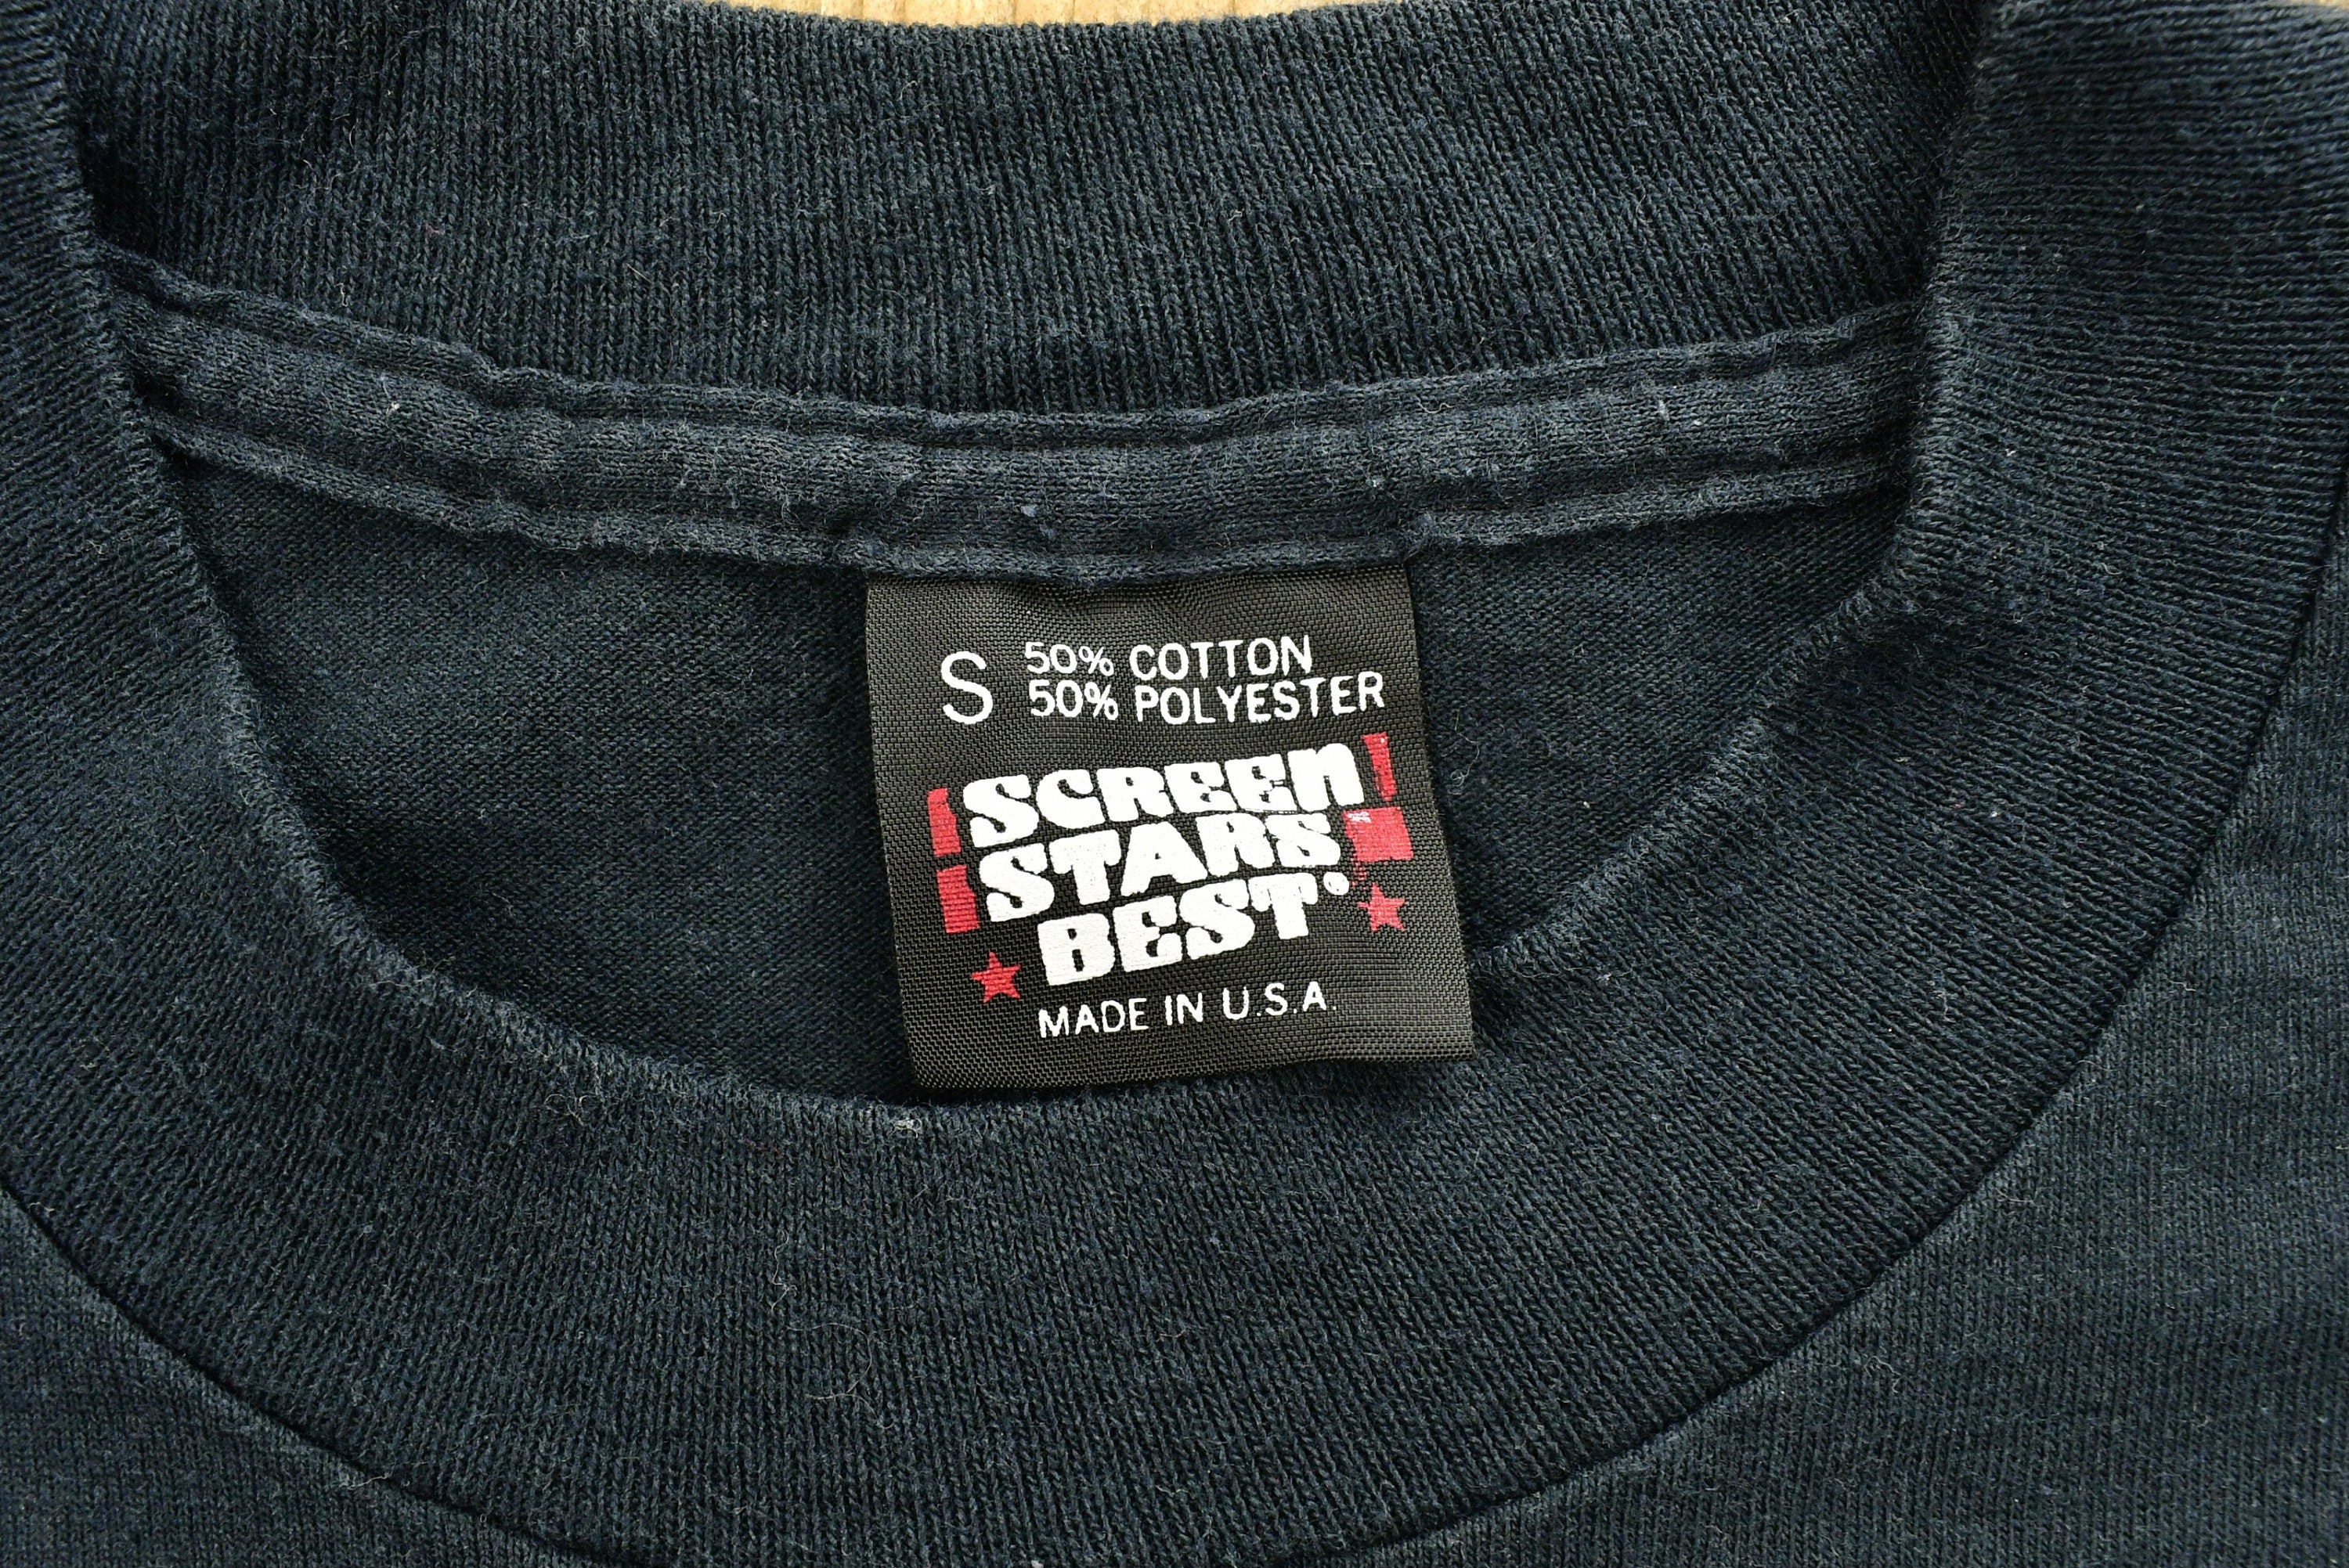 S 50% COTTON
50% POLYESTER
SCREEN
STARS
BEST
MADE IN U.S.A.